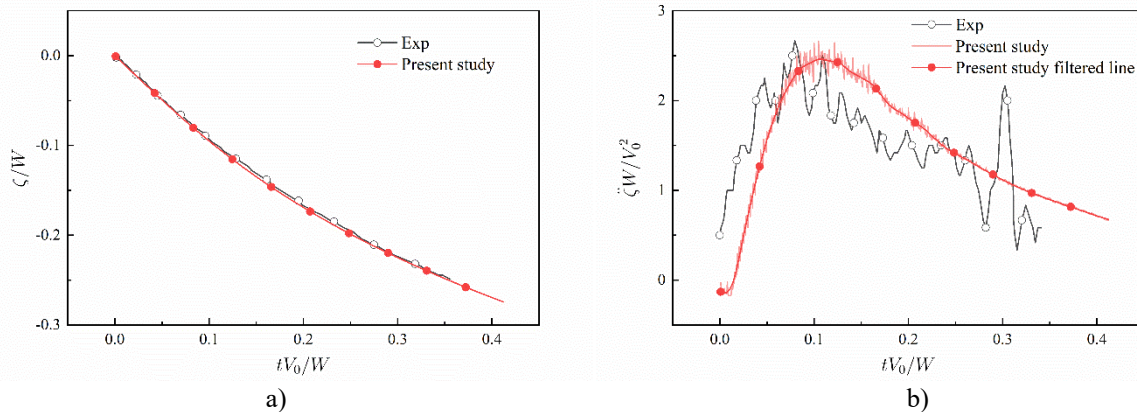 Exp
Present study
0.0
-0.1
-0.2
-0.3
ζ/W
0.0 0.1 0.2 0.3 0.4
tV₀/W
a)
Exp
Present study
Present study filtered line
3
2
1
0
ζ̈W/V₀²
0.0 0.1 0.2 0.3 0.4
tV₀/W
b)